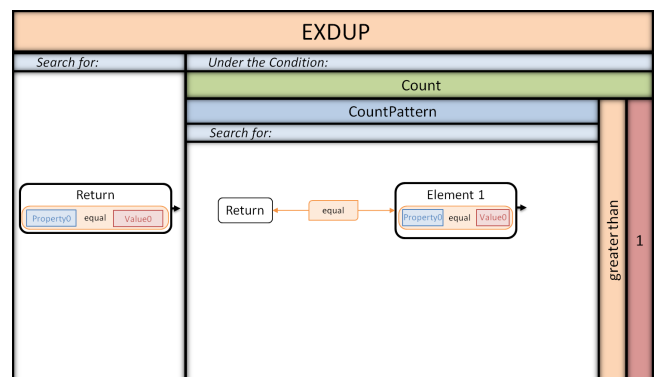 EXDUP
Search for:
Under the Condition:
Count
CountPattern
Search for:
Return
Property0 equal Value0
Return
equal
Element 1
Property0 equal Value0
greater than
1